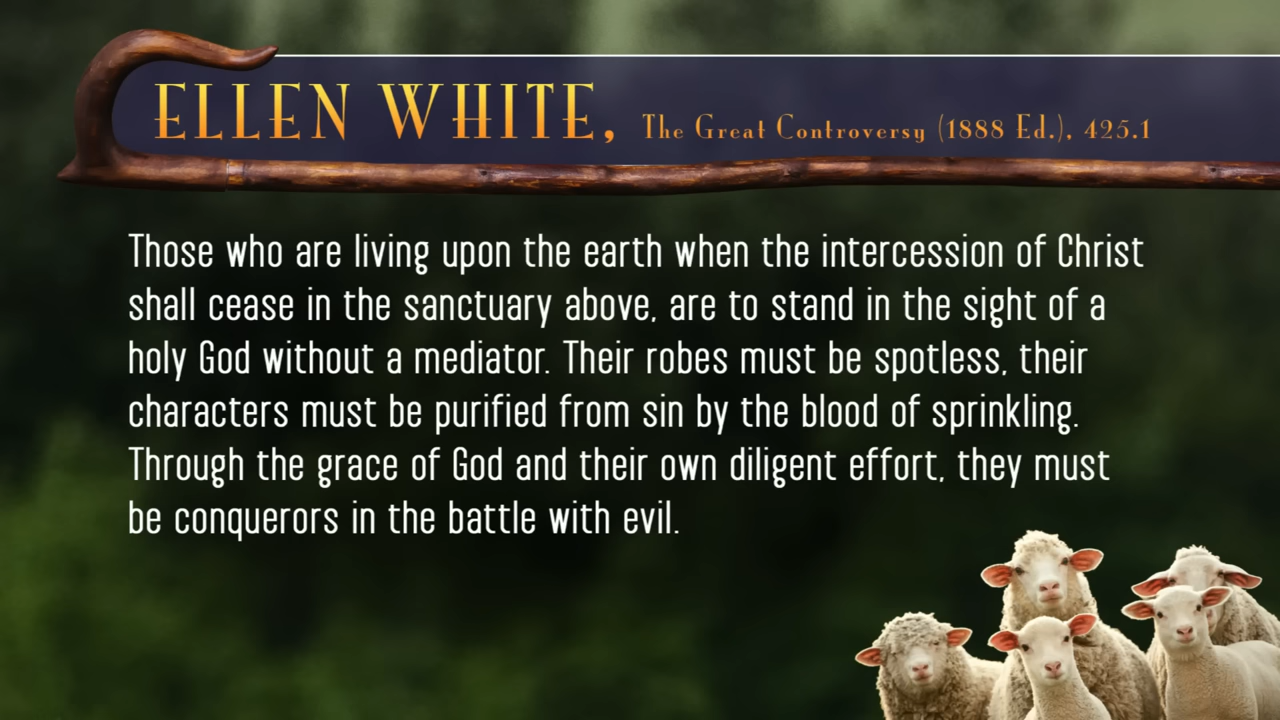 ELLEN WHITE, The Great Controversy (1888 Ed.), 425.1
Those who are living upon the earth when the intercession of Christ
shall cease in the sanctuary above, are to stand in the sight of a
holy God without a mediator. Their robes must be spotless, their
characters must be purified from sin by the blood of sprinkling.
Through the grace of God and their own diligent effort, they must
be conquerors in the battle with evil.